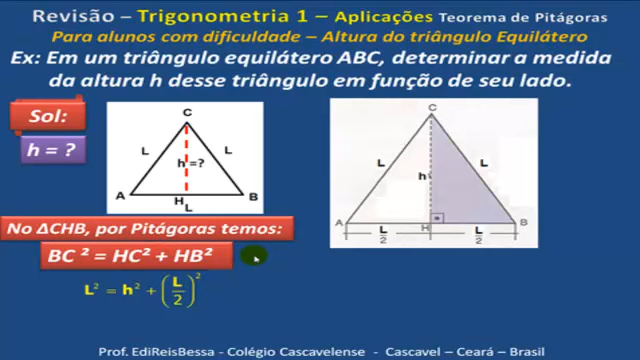 Revisão – Trigonometria 1 – Aplicações Teorema de Pitágoras
Para alunos com dificuldade – Altura do triângulo Equilátero
Ex: Em um triângulo equilátero ABC, determinar a medida
da altura h desse triângulo em função de seu lado.
Sol:
h = ?
C
L
L
h =?
A
H
B
L
C
L
L
h
A
H
B
L/2
L/2
No ΔCHB, por Pitágoras temos:
BC ² = HC² + HB²
L² = h² + (L/2)²
Prof. EdiReisBessa - Colégio Cascavelense - Cascavel – Ceará – Brasil